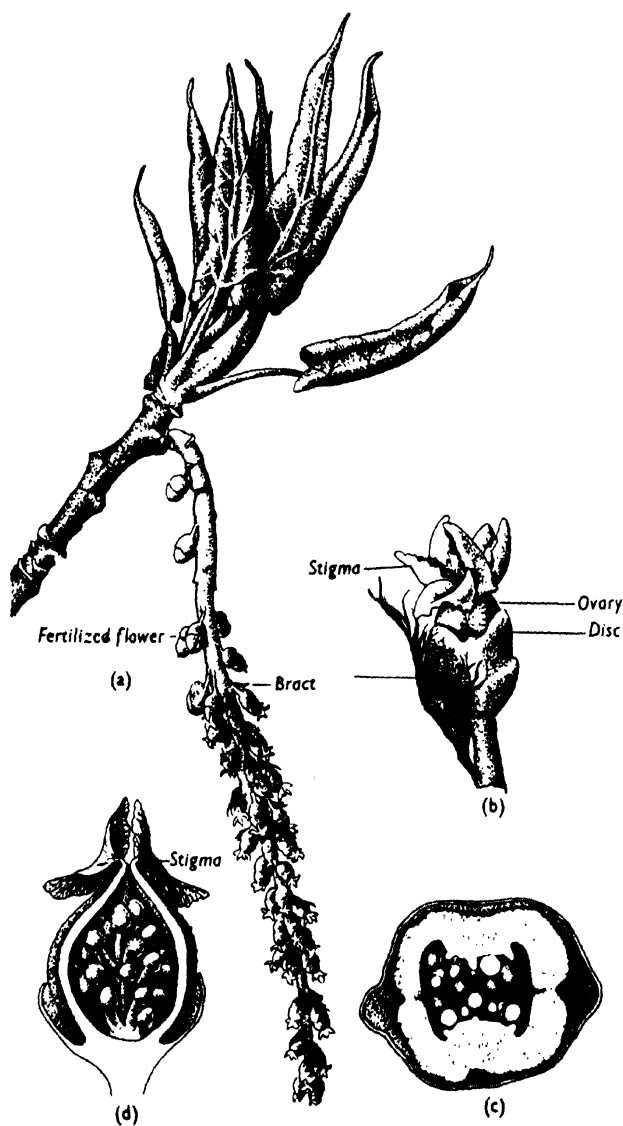 Stigma
Ovary
Disc
Fertilized flower
(a)
Bract
(b)
Stigma
(d)
(c)